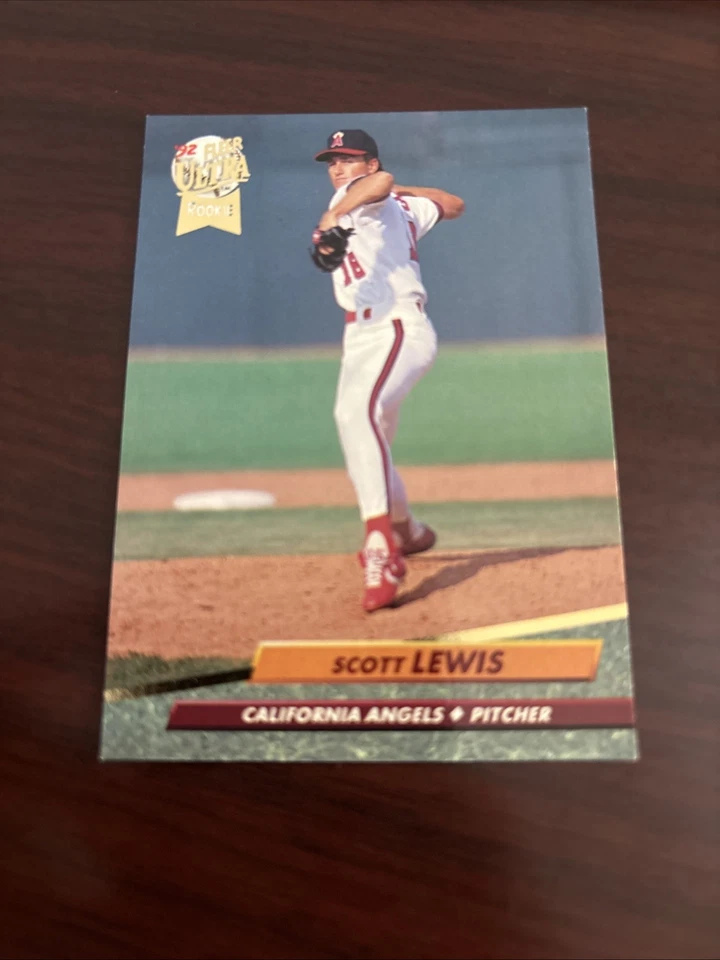 '92 FLEER
ULTRA
ROOKIE
A
18
SCOTT LEWIS
CALIFORNIA ANGELS ♦ PITCHER